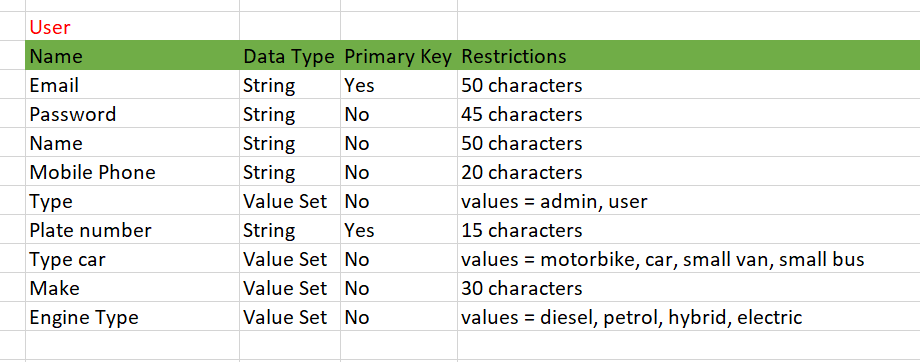 User
Name Data Type Primary Key Restrictions
Email String Yes 50 characters
Password String No 45 characters
Name String No 50 characters
Mobile Phone String No 20 characters
Type Value Set No values = admin, user
Plate number String Yes 15 characters
Type car Value Set No values = motorbike, car, small van, small bus
Make Value Set No 30 characters
Engine Type Value Set No values = diesel, petrol, hybrid, electric